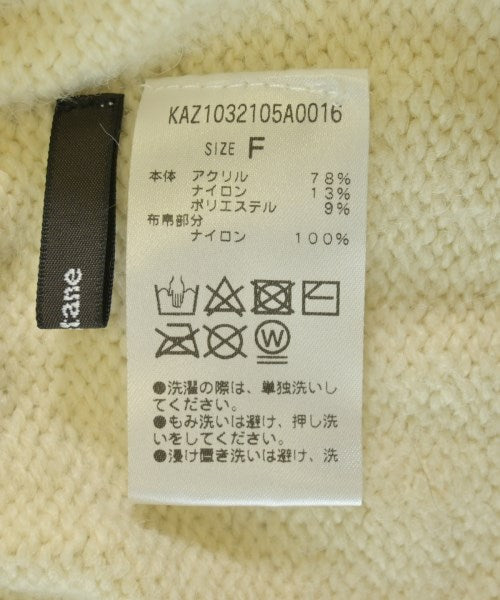 KAZ1032105A0016
SIZE F
本体 アクリル 78%
ナイロン 13%
ポリエステル 9%
布帛部分
ナイロン 100%
W
●洗濯の際は、単独洗いし
てください。
●もみ洗いは避け、押し洗
いをしてください。
●浸け置き洗いは避け、洗
tane